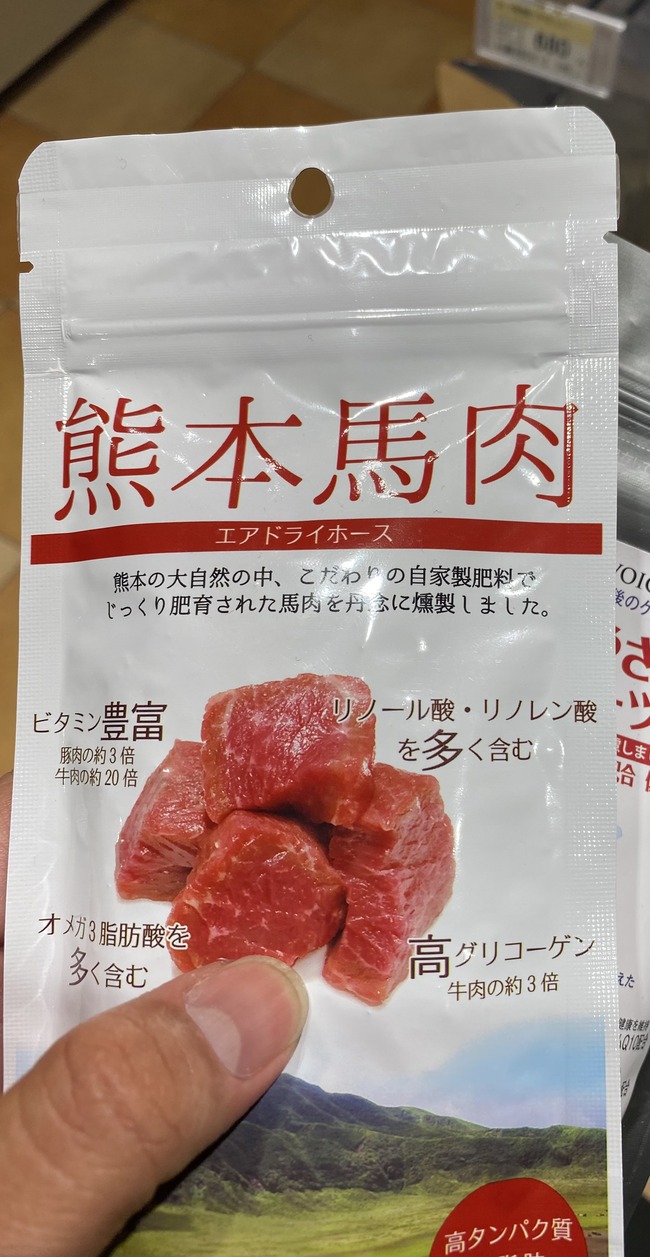 680
熊本馬肉
エアドライホース
熊本の大自然の中、こだわりの自家製肥料で
じっくり肥育された馬肉を丹念に燻製しました。
ビタミン豊富
豚肉の約3倍
牛肉の約20倍
リノール酸・リノレン酸
を多く含む
オメガ3脂肪酸を
多く含む
高グリコーゲン
牛肉の約3倍
高タンパク質